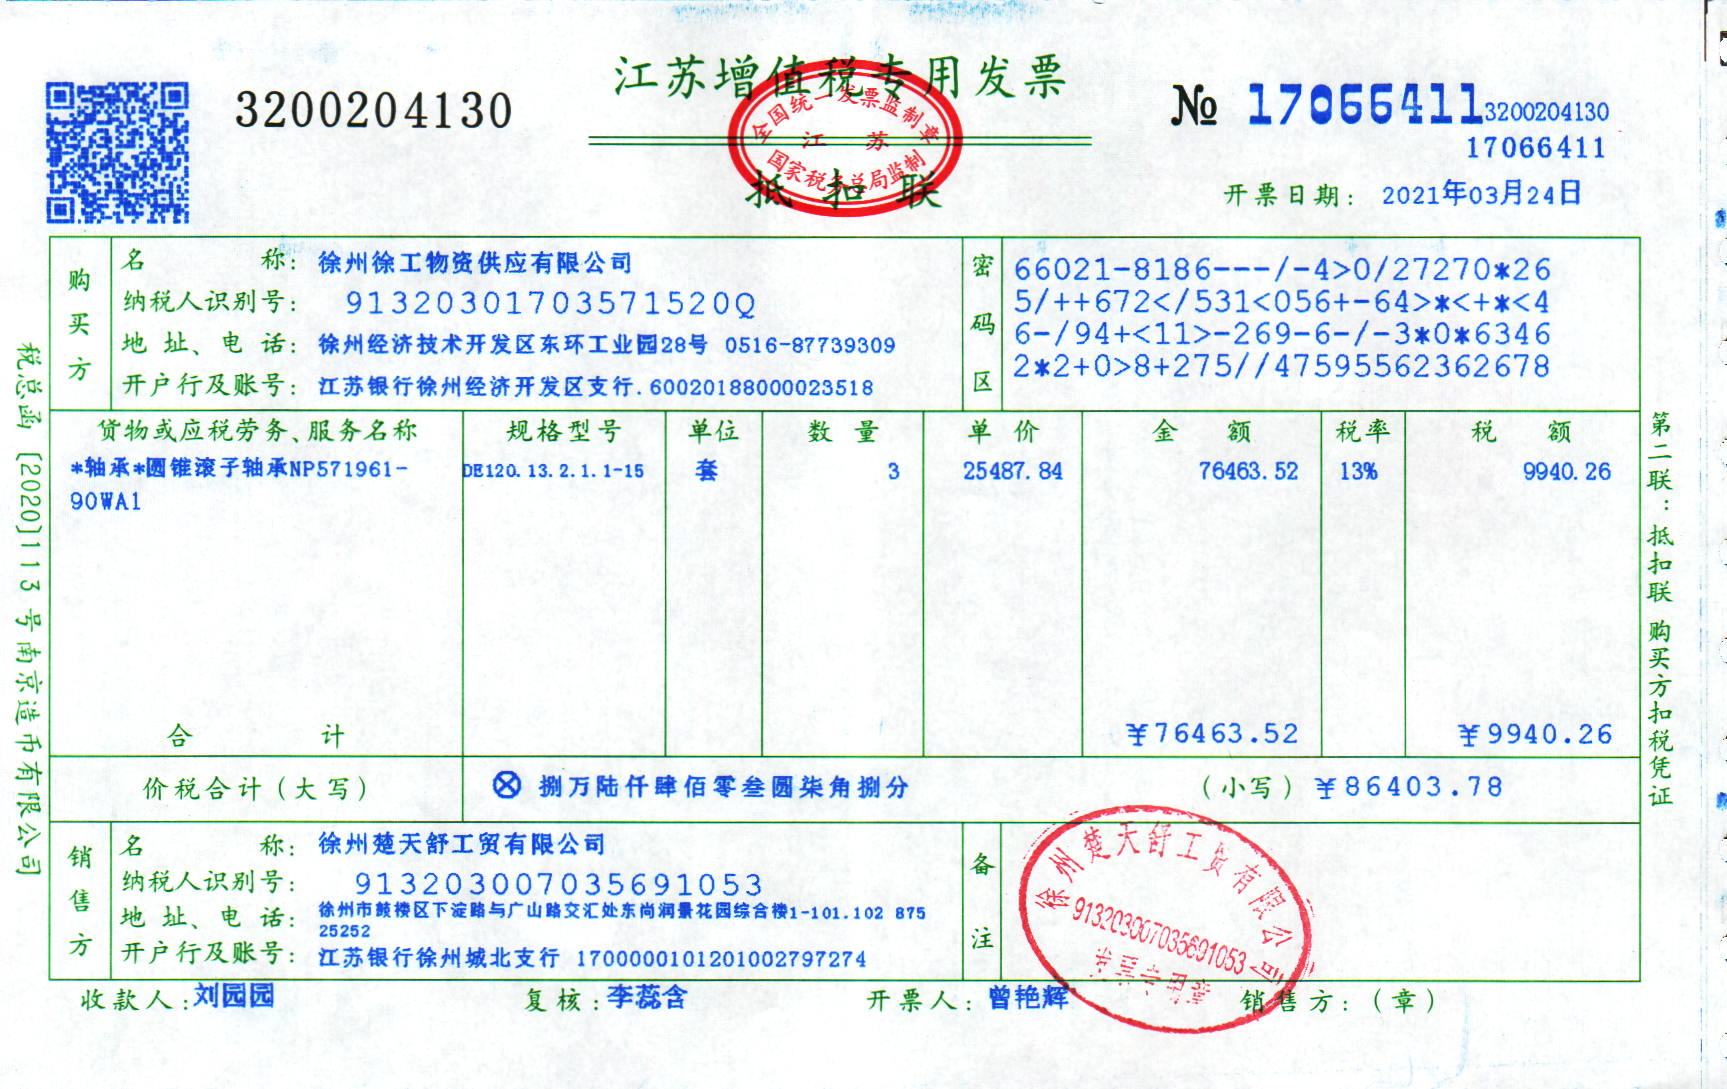 江苏增值税专用发票
3200204130
№ 17066411 3200204130
17066411
全国统一发票监制章
江苏
国家税务总局监制
抵扣联
开票日期： 2021年03月24日
购买方
名称： 徐州徐工物资供应有限公司
纳税人识别号： 91320301703571520Q
地址、电话： 徐州经济技术开发区东环工业园28号 0516-87739309
开户行及账号： 江苏银行徐州经济开发区支行.60020188000023518
密码区
66021-8186---/-4>0/27270*26
5/++672</531<056+-64>*<+*<4
6-/94+<11>-269-6-/-3*0*6346
2*2+0>8+275//47595562362678
货物或应税劳务、服务名称 规格型号 单位 数量 单价 金额 税率 税额
*轴承*圆锥滚子轴承NP571961- DE120.13.2.1.1-15 套 3 25487.84 76463.52 13% 9940.26
90WA1
合计 ￥76463.52 ￥9940.26
价税合计（大写） ⊗ 捌万陆仟肆佰零叁圆柒角捌分 （小写）￥86403.78
销售方
名称： 徐州楚天舒工贸有限公司
纳税人识别号： 913203007035691053
地址、电话： 徐州市鼓楼区下淀路与广山路交汇处东尚润景花园综合楼1-101.102 875
25252
开户行及账号： 江苏银行徐州城北支行 17000001012010027972​74
备注
徐州楚天舒工贸有限公司
913203007035691053
发票专用章
收款人：刘园园 复核：李蕊含 开票人：曾艳辉 销售方：（章）
税总函〔2020〕113号南京造币有限公司
第二联：抵扣联 购买方扣税凭证